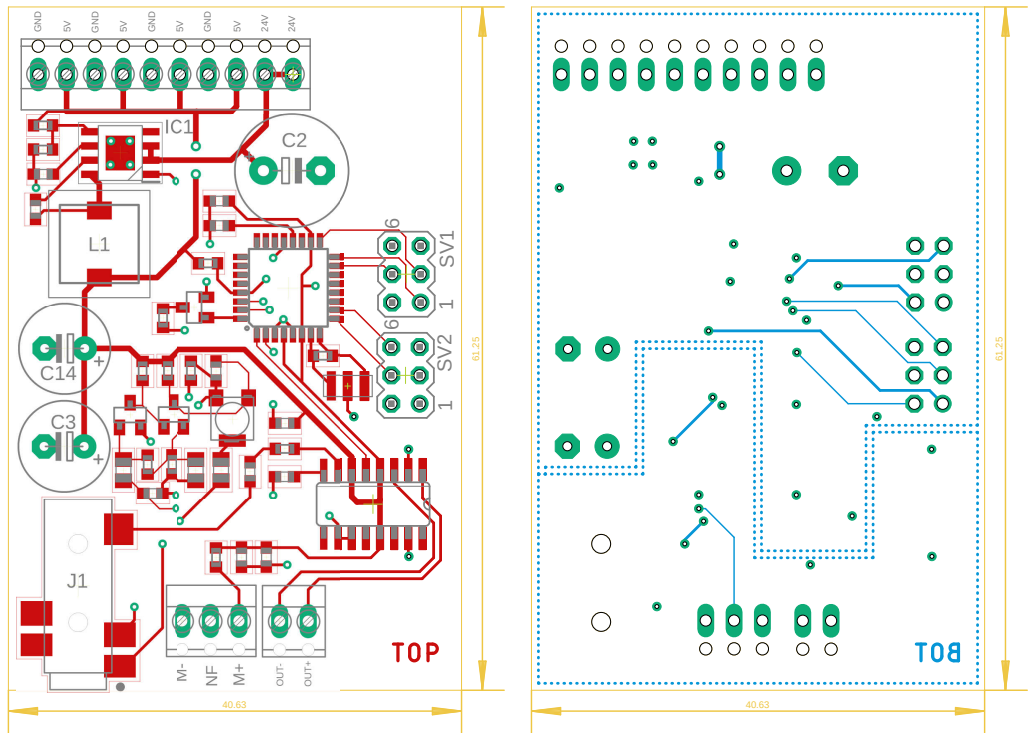 GND 5V GND 5V GND 5V GND 5V 24V 24V
IC1
C2
L1
6
SV1
1
6
SV2
1
C14
+
C3
+
J1
M- NF M+ OUT- OUT+
TOP
40.63
61.25
BOT
40.63
61.25